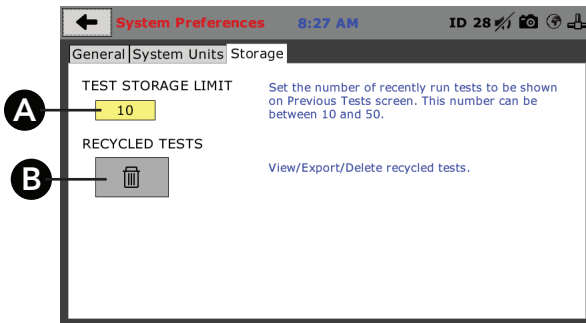 System Preferences 8:27 AM ID 28
General System Units Storage
TEST STORAGE LIMIT
A
10
Set the number of recently run tests to be shown
on Previous Tests screen. This number can be
between 10 and 50.
RECYCLED TESTS
B
View/Export/Delete recycled tests.